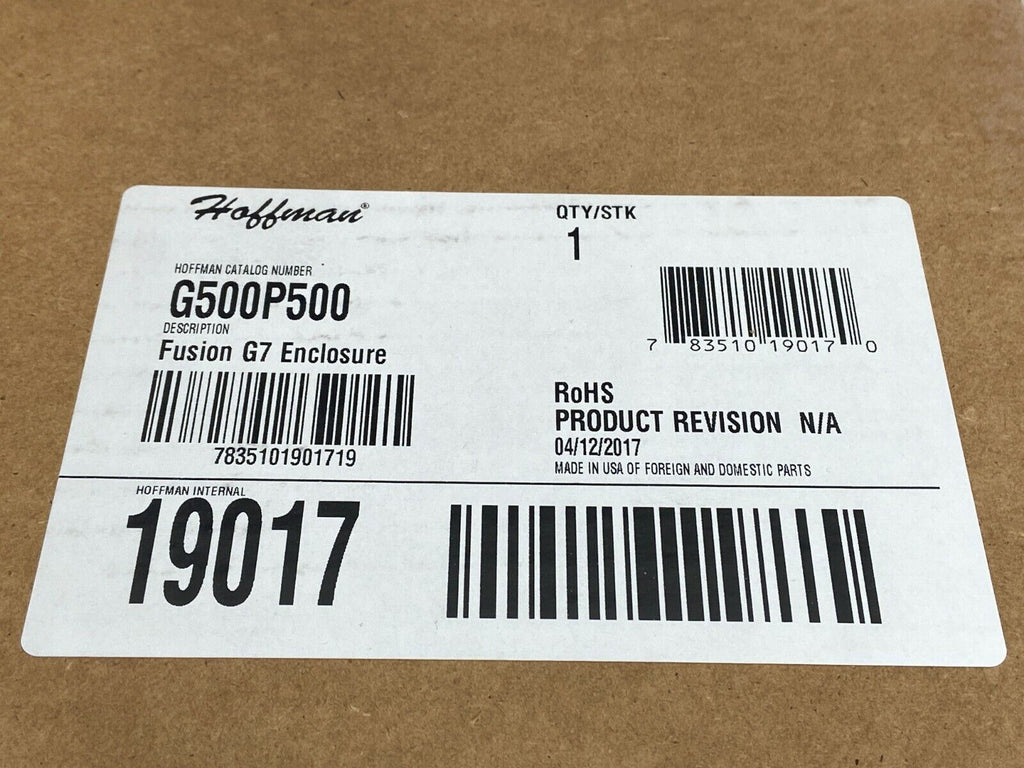 Hoffman®
QTY/STK
1
HOFFMAN CATALOG NUMBER
G500P500
DESCRIPTION
Fusion G7 Enclosure
7835101901719
7 83510 19017 0
RoHS
PRODUCT REVISION N/A
04/12/2017
MADE IN USA OF FOREIGN AND DOMESTIC PARTS
HOFFMAN INTERNAL
19017